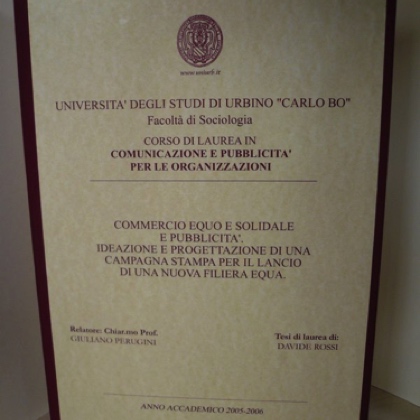 www.uniurb.it
UNIVERSITA' DEGLI STUDI DI URBINO "CARLO BO"
Facoltà di Sociologia
CORSO DI LAUREA IN
COMUNICAZIONE E PUBBLICITA'
PER LE ORGANIZZAZIONI
COMMERCIO EQUO E SOLIDALE
E PUBBLICITA'.
IDEAZIONE E PROGETTAZIONE DI UNA
CAMPAGNA STAMPA PER IL LANCIO
DI UNA NUOVA FILIERA EQUA.
Relatore: Chiar.mo Prof.
GIULIANO PERUGINI
Tesi di laurea di:
DAVIDE ROSSI
ANNO ACCADEMICO 2005-2006